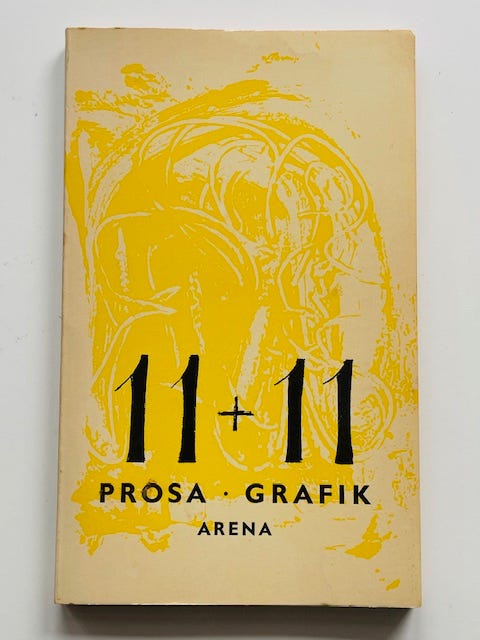 11 + 11
PROSA · GRAFIK
ARENA